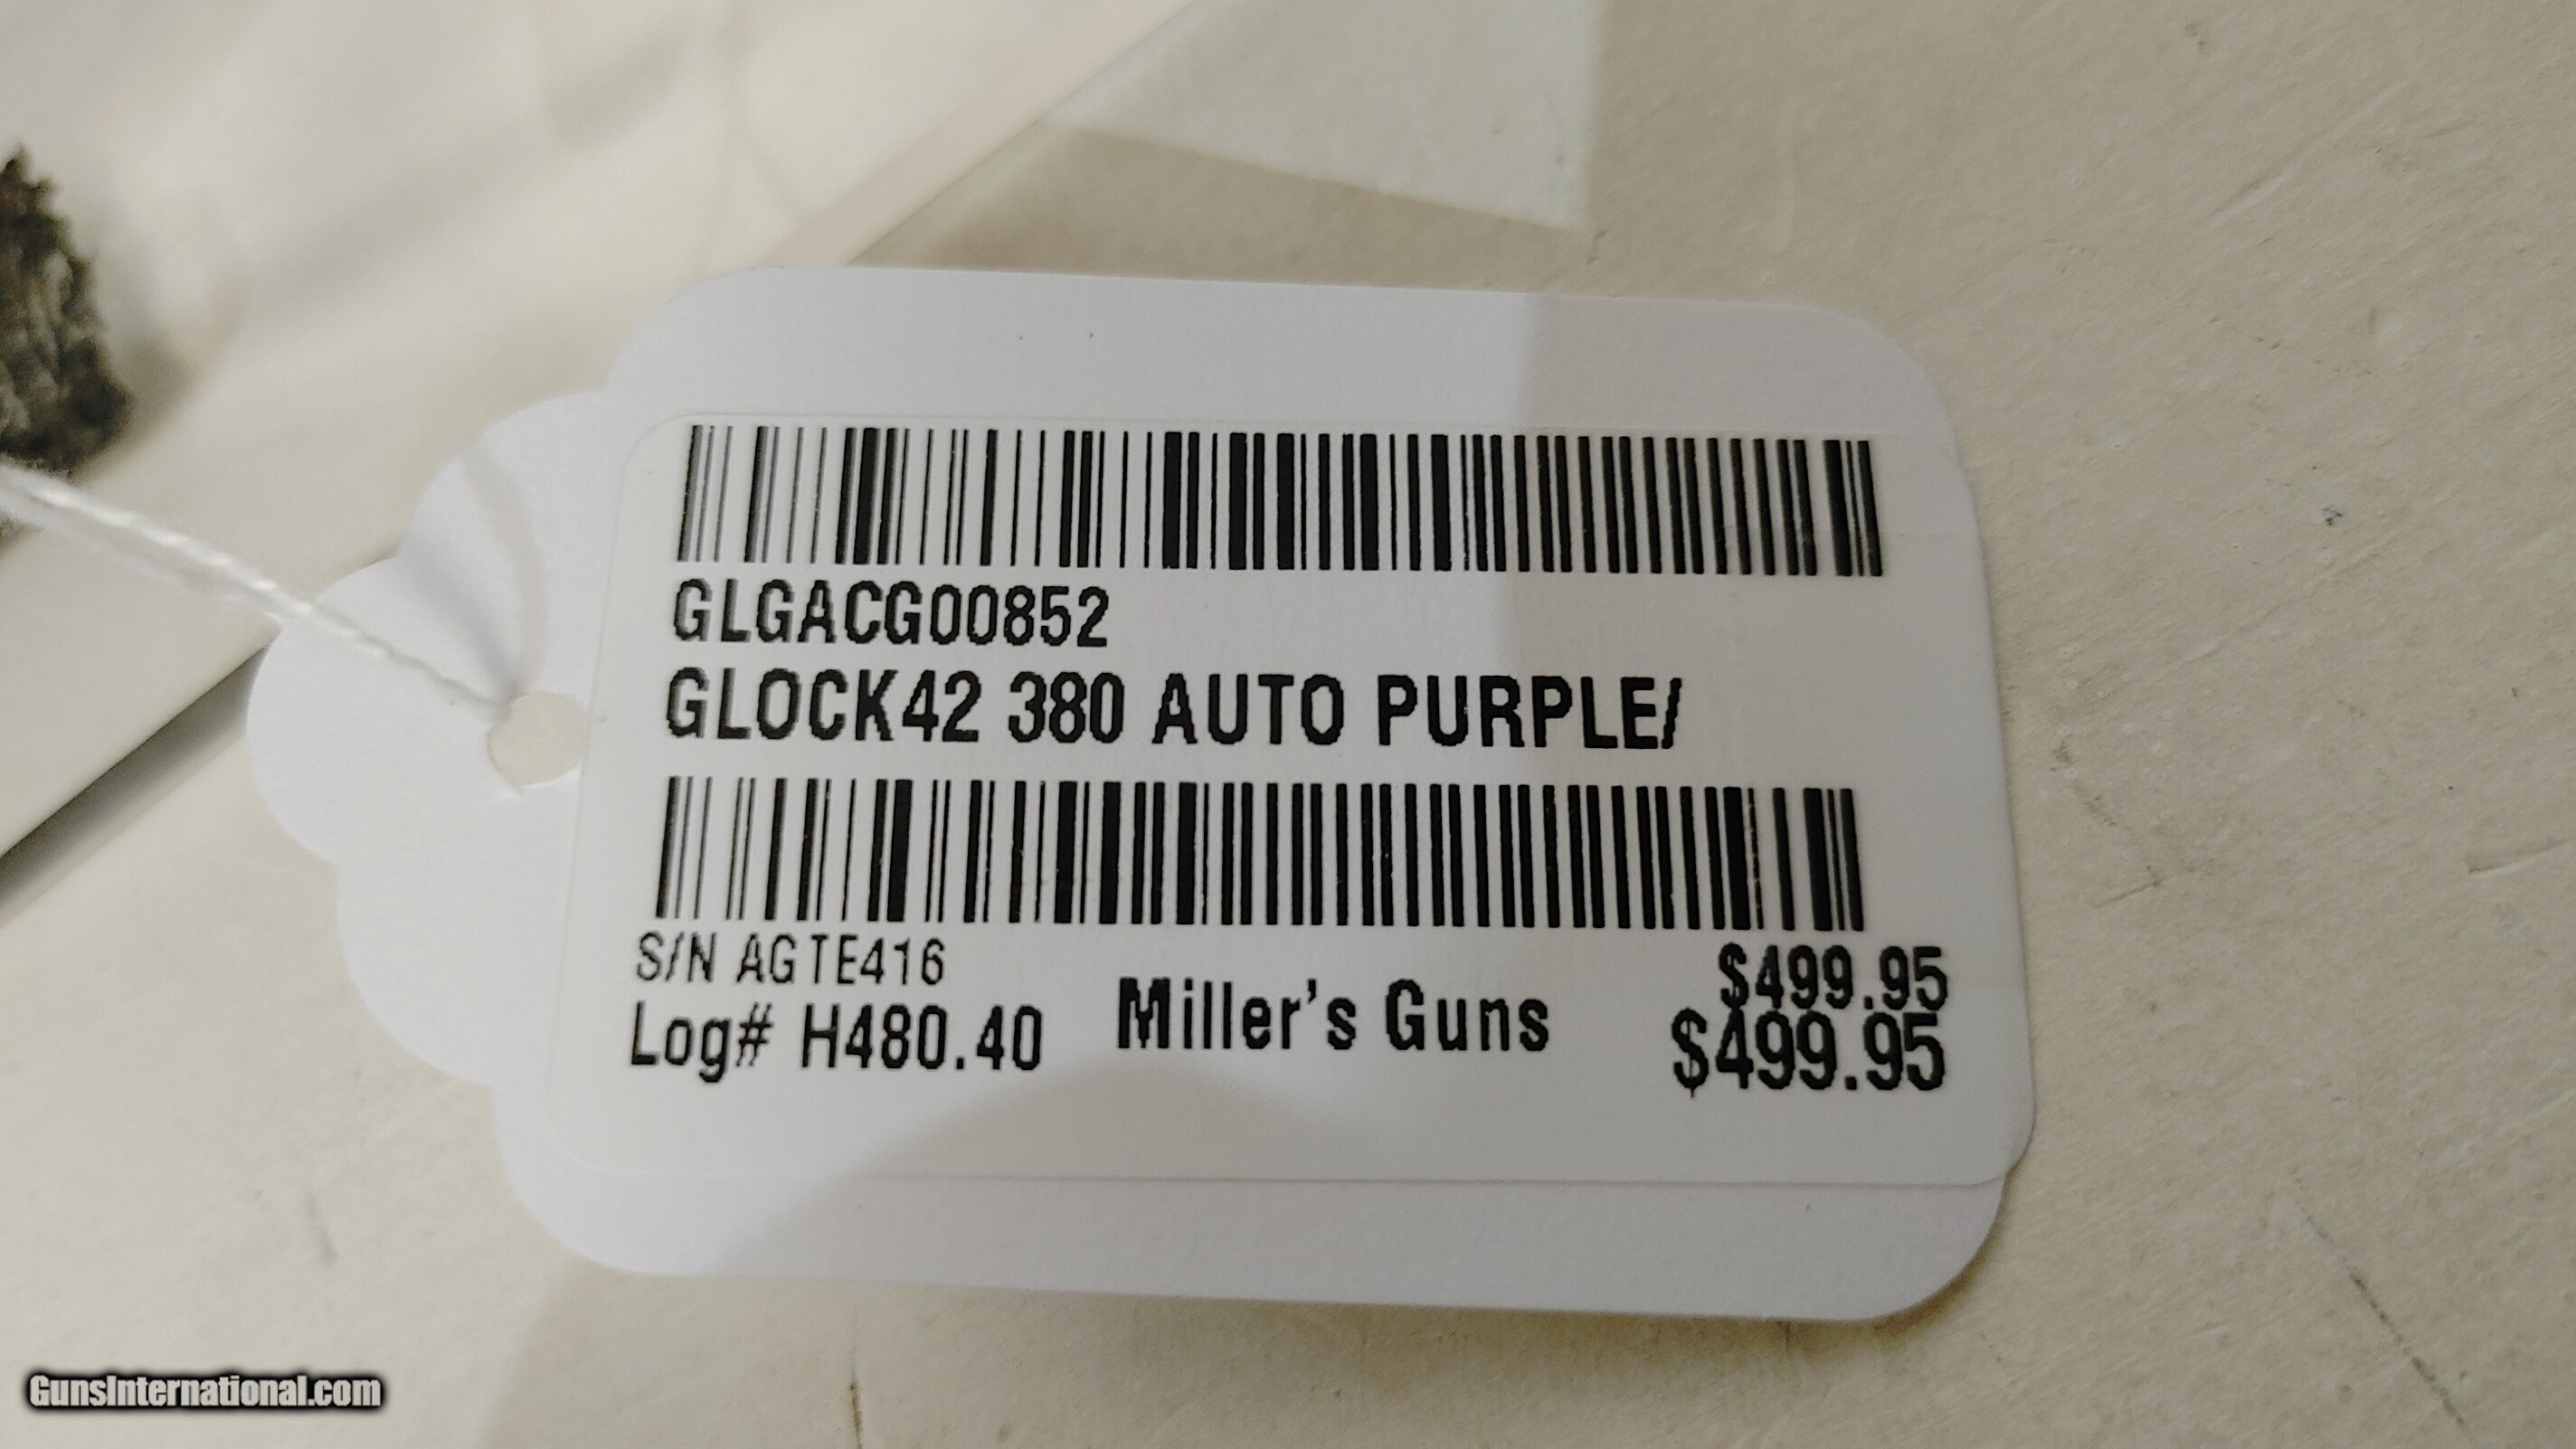 GLGACG00852
GLOCK42 380 AUTO PURPLE/
S/N AGTE416
$499.95
Log# H480.40
Miller's Guns
$499.95
GunsInternational.com